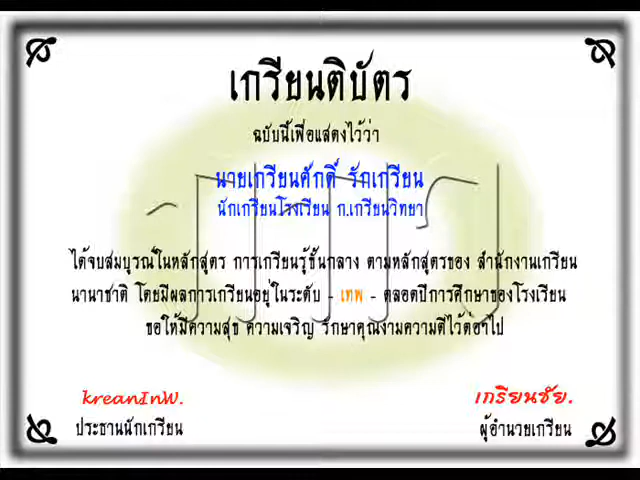 เกรียนติบัตร
ฉบับนี้เพื่อแสดงไว้ว่า
นายเกรียนศักดิ์ รักเกรียน
นักเกรียนโรงเรียน ก.เกรียนวิทยา
ได้จบสมบูรณ์ในหลักสูตร การเกรียนรู้ชั้นกลาง ตามหลักสูตรของ สำนักงานเกรียน
นานาชาติ โดยมีผลการเกรียนอยู่ในระดับ - เทพ - ตลอดปีการศึกษาของโรงเรียน
ขอให้มีความสุข ความเจริญ รักษาคุณงามความดีไว้ต่อไป
kreanInW. เกรียนชัย.
ประธานนักเกรียน ผู้อำนวยเกรียน